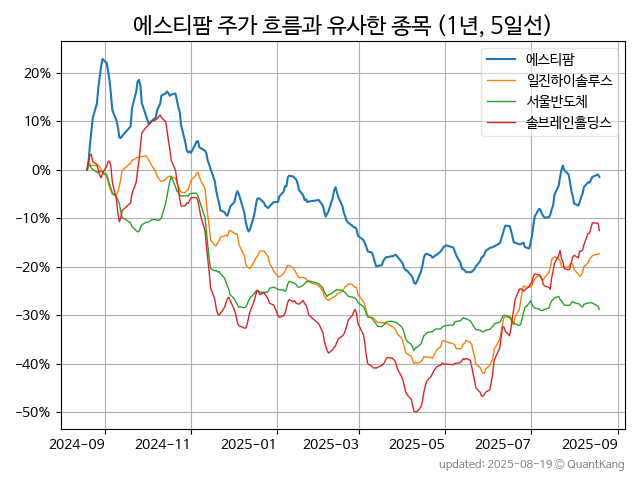 에스티팜 주가 흐름과 유사한 종목 (1년, 5일선)
에스티팜
일진하이솔루스
서울반도체
솔브레인홀딩스
20%
10%
0%
−10%
−20%
−30%
−40%
−50%
2024-09 2024-11 2025-01 2025-03 2025-05 2025-07 2025-09
updated: 2025-08-19 © QuantKang